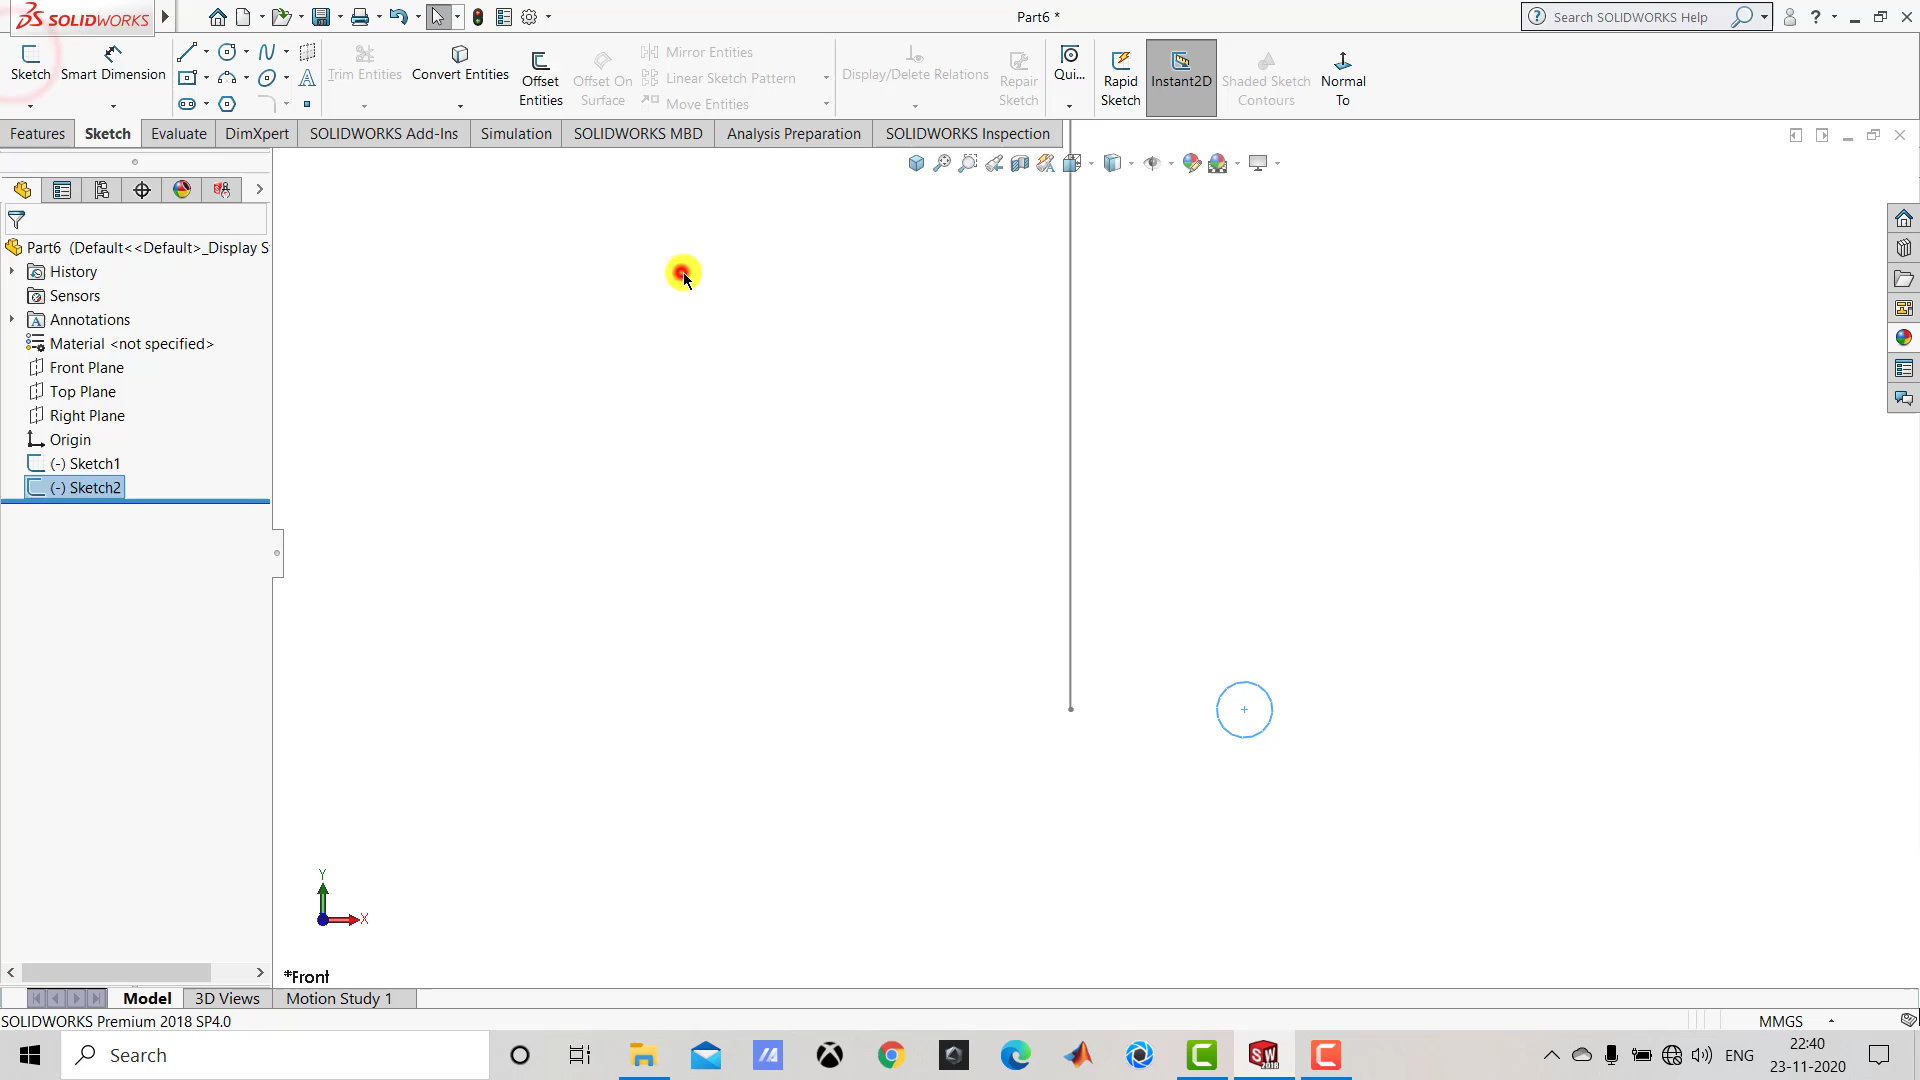 SOLIDWORKS
Part6 *
Search SOLIDWORKS Help
?
Sketch
Smart Dimension
Trim Entities
Convert Entities
Offset
Entities
Offset On
Surface
Mirror Entities
Linear Sketch Pattern
Move Entities
Display/Delete Relations
Repair
Sketch
Qui...
Rapid
Sketch
Instant2D
Shaded Sketch
Contours
Normal
To
Features
Sketch
Evaluate
DimXpert
SOLIDWORKS Add-Ins
Simulation
SOLIDWORKS MBD
Analysis Preparation
SOLIDWORKS Inspection
Part6 (Default<<Default>_Display S
History
Sensors
Annotations
Material <not specified>
Front Plane
Top Plane
Right Plane
Origin
(-) Sketch1
(-) Sketch2
Y
X
*Front
Model
3D Views
Motion Study 1
SOLIDWORKS Premium 2018 SP4.0
MMGS
Search
SW
2018
ENG
22:40
23-11-2020